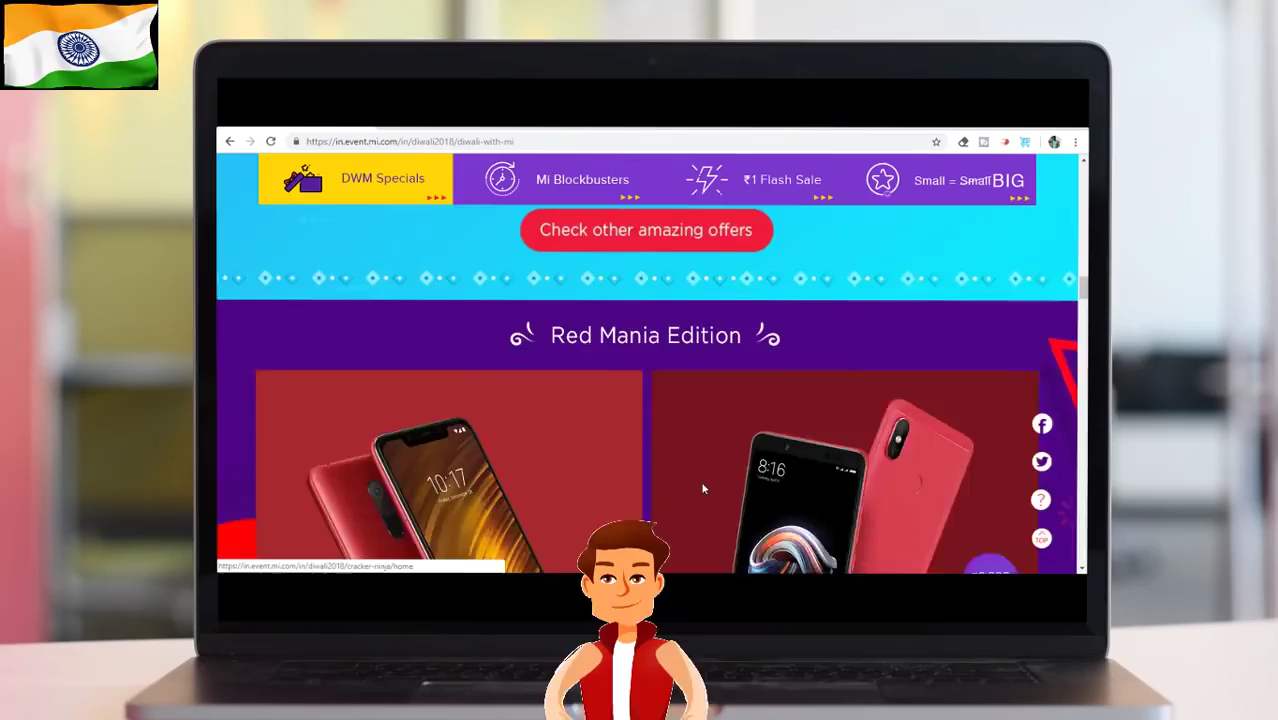 https://in.event.mi.com/in/diwali2018/diwali-with-mi
DWM Specials
Mi Blockbusters
₹1 Flash Sale
Small = Small BIG
Check other amazing offers
Red Mania Edition
10:17
8:16
TOP
https://in.event.mi.com/in/diwali2018/cracker-ninja/home